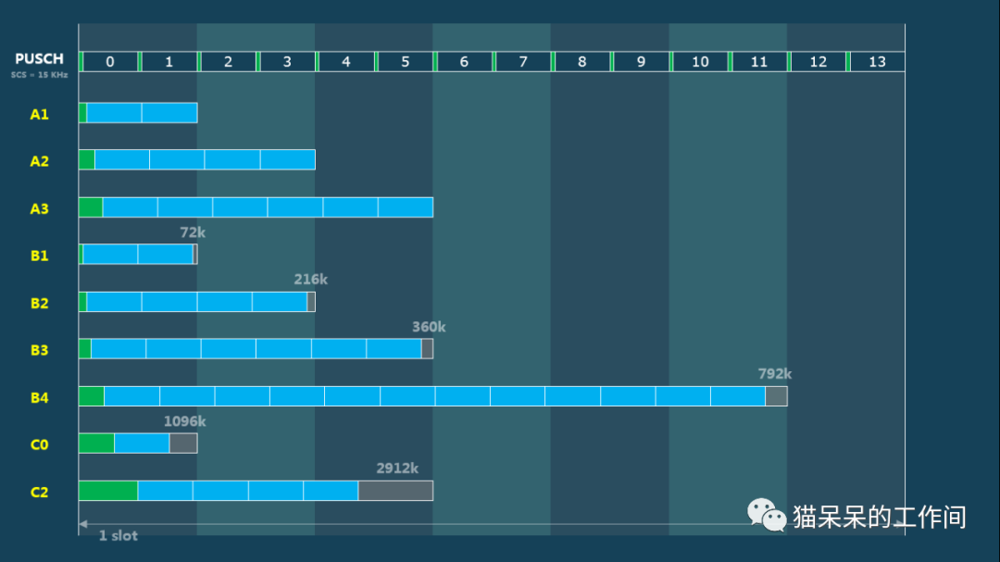 PUSCH
SCS = 15 KHz
0 1 2 3 4 5 6 7 8 9 10 11 12 13
A1
A2
A3
72k
B1
216k
B2
360k
B3
792k
B4
1096k
C0
2912k
C2
猫呆呆的工作间
1 slot